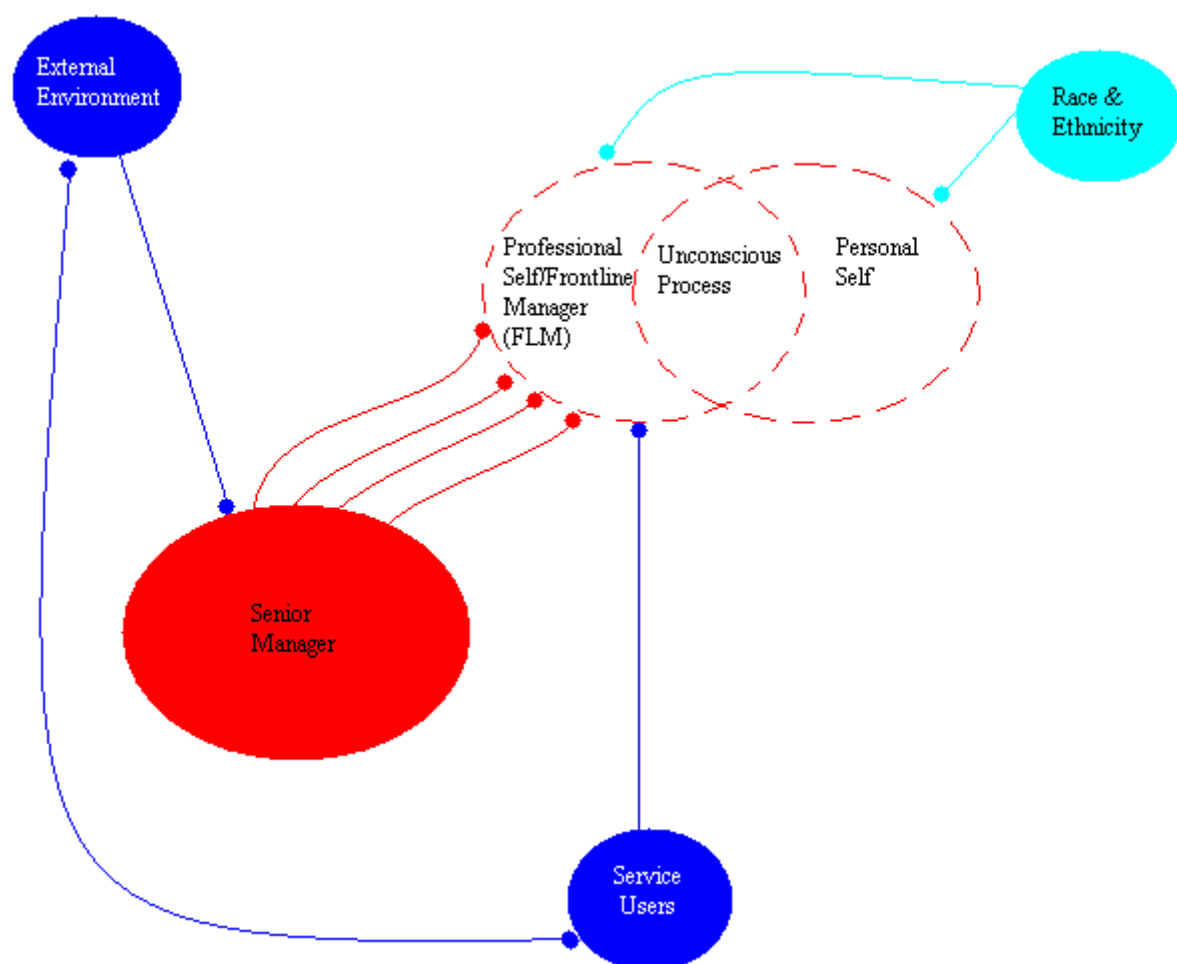 External
Environment
Race &
Ethnicity
Professional
Self/Frontline
Manager
(FLM)
Unconscious
Process
Personal
Self
Senior
Manager
Service
Users